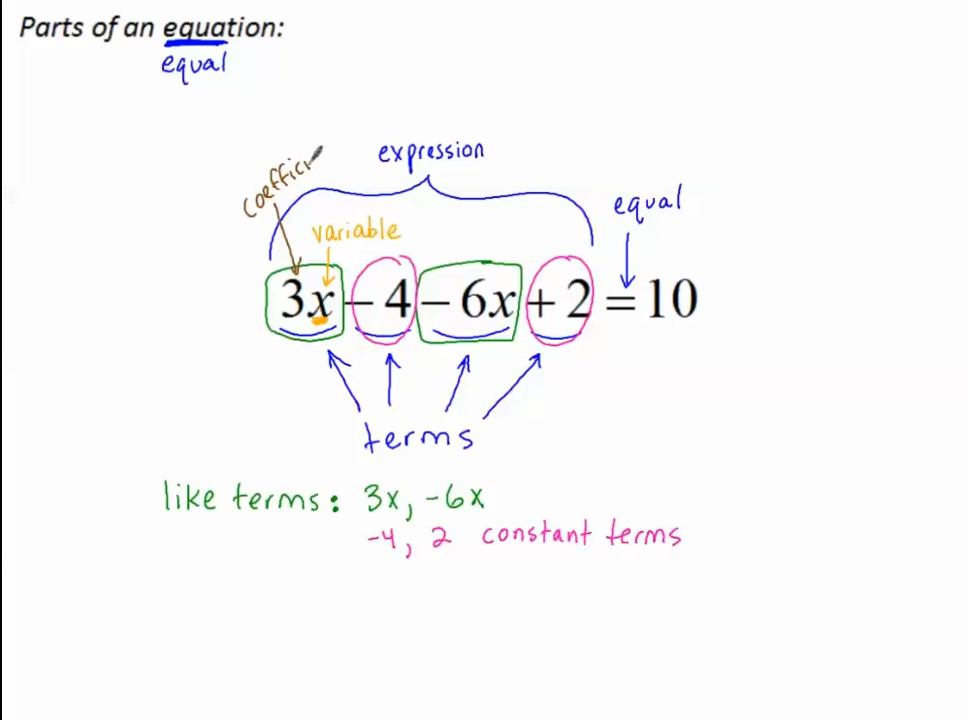 Parts of an equation:
equal
expression
coeffici
equal
variable
3x – 4 – 6x + 2 = 10
terms
like terms: 3x, -6x
-4, 2 constant terms